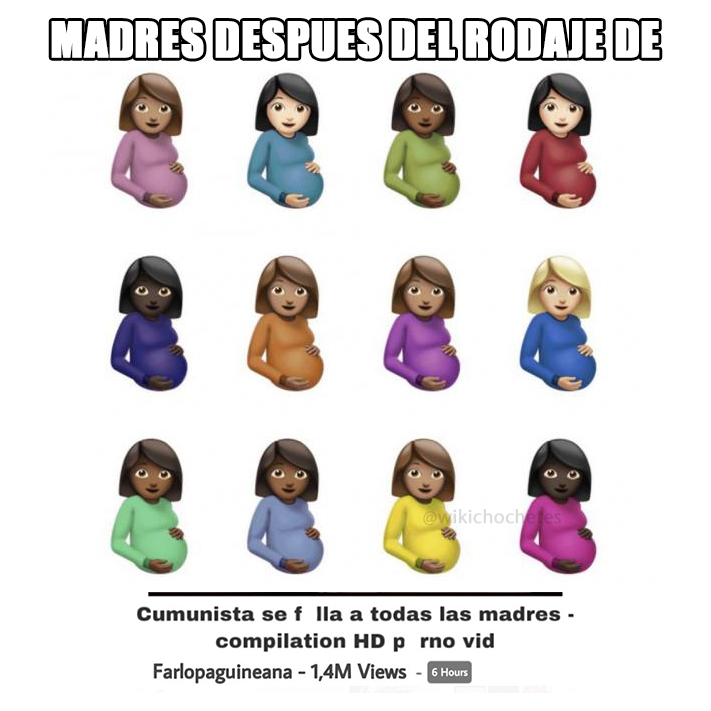 MADRES DESPUES DEL RODAJE DE
@wikichochetes
Cumunista se f lla a todas las madres -
compilation HD p rno vid
Farlopaguineana - 1,4M Views - 6 Hours